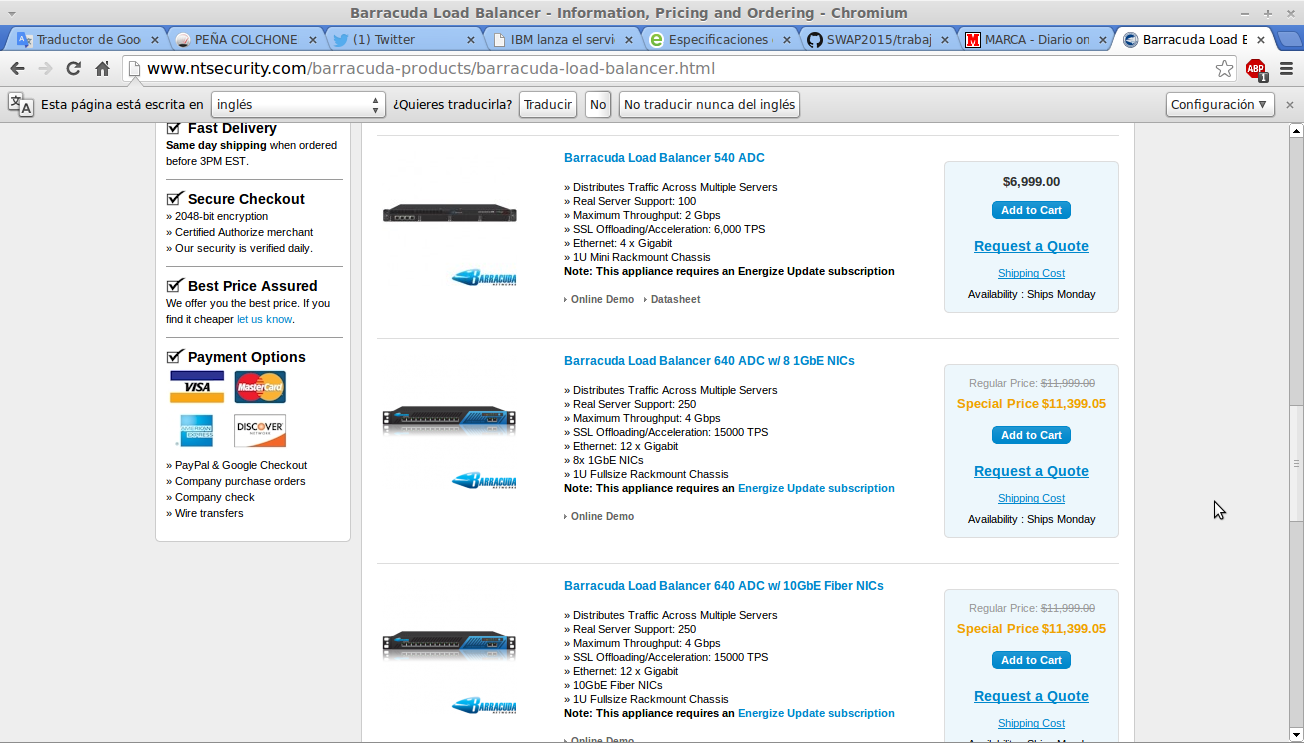 Barracuda Load Balancer - Information, Pricing and Ordering - Chromium
Traductor de Goo
PEÑA COLCHONE
(1) Twitter
IBM lanza el servi
Especificaciones
SWAP2015/trabaj
MARCA - Diario on
Barracuda Load B
www.ntsecurity.com/barracuda-products/barracuda-load-balancer.html
ABP
1
Esta página está escrita en
inglés
¿Quieres traducirla?
Traducir
No
No traducir nunca del inglés
Configuración
Fast Delivery
Same day shipping when ordered
before 3PM EST.
Secure Checkout
» 2048-bit encryption
» Certified Authorize merchant
» Our security is verified daily.
Best Price Assured
We offer you the best price. If you
find it cheaper let us know.
Payment Options
VISA
MasterCard
AMERICAN EXPRESS
DISCOVER
NETWORK
» PayPal & Google Checkout
» Company purchase orders
» Company check
» Wire transfers
Barracuda Load Balancer 540 ADC
» Distributes Traffic Across Multiple Servers
» Real Server Support: 100
» Maximum Throughput: 2 Gbps
» SSL Offloading/Acceleration: 6,000 TPS
» Ethernet: 4 x Gigabit
» 1U Mini Rackmount Chassis
Note: This appliance requires an Energize Update subscription
Online Demo
Datasheet
BARRACUDA
NETWORKS
$6,999.00
Add to Cart
Request a Quote
Shipping Cost
Availability : Ships Monday
Barracuda Load Balancer 640 ADC w/ 8 1GbE NICs
» Distributes Traffic Across Multiple Servers
» Real Server Support: 250
» Maximum Throughput: 4 Gbps
» SSL Offloading/Acceleration: 15000 TPS
» Ethernet: 12 x Gigabit
» 8x 1GbE NICs
» 1U Fullsize Rackmount Chassis
Note: This appliance requires an Energize Update subscription
Online Demo
BARRACUDA
NETWORKS
Regular Price: $11,999.00
Special Price $11,399.05
Add to Cart
Request a Quote
Shipping Cost
Availability : Ships Monday
Barracuda Load Balancer 640 ADC w/ 10GbE Fiber NICs
» Distributes Traffic Across Multiple Servers
» Real Server Support: 250
» Maximum Throughput: 4 Gbps
» SSL Offloading/Acceleration: 15000 TPS
» Ethernet: 12 x Gigabit
» 10GbE Fiber NICs
» 1U Fullsize Rackmount Chassis
Note: This appliance requires an Energize Update subscription
Online Demo
BARRACUDA
NETWORKS
Regular Price: $11,999.00
Special Price $11,399.05
Add to Cart
Request a Quote
Shipping Cost
Availability : Ships Monday